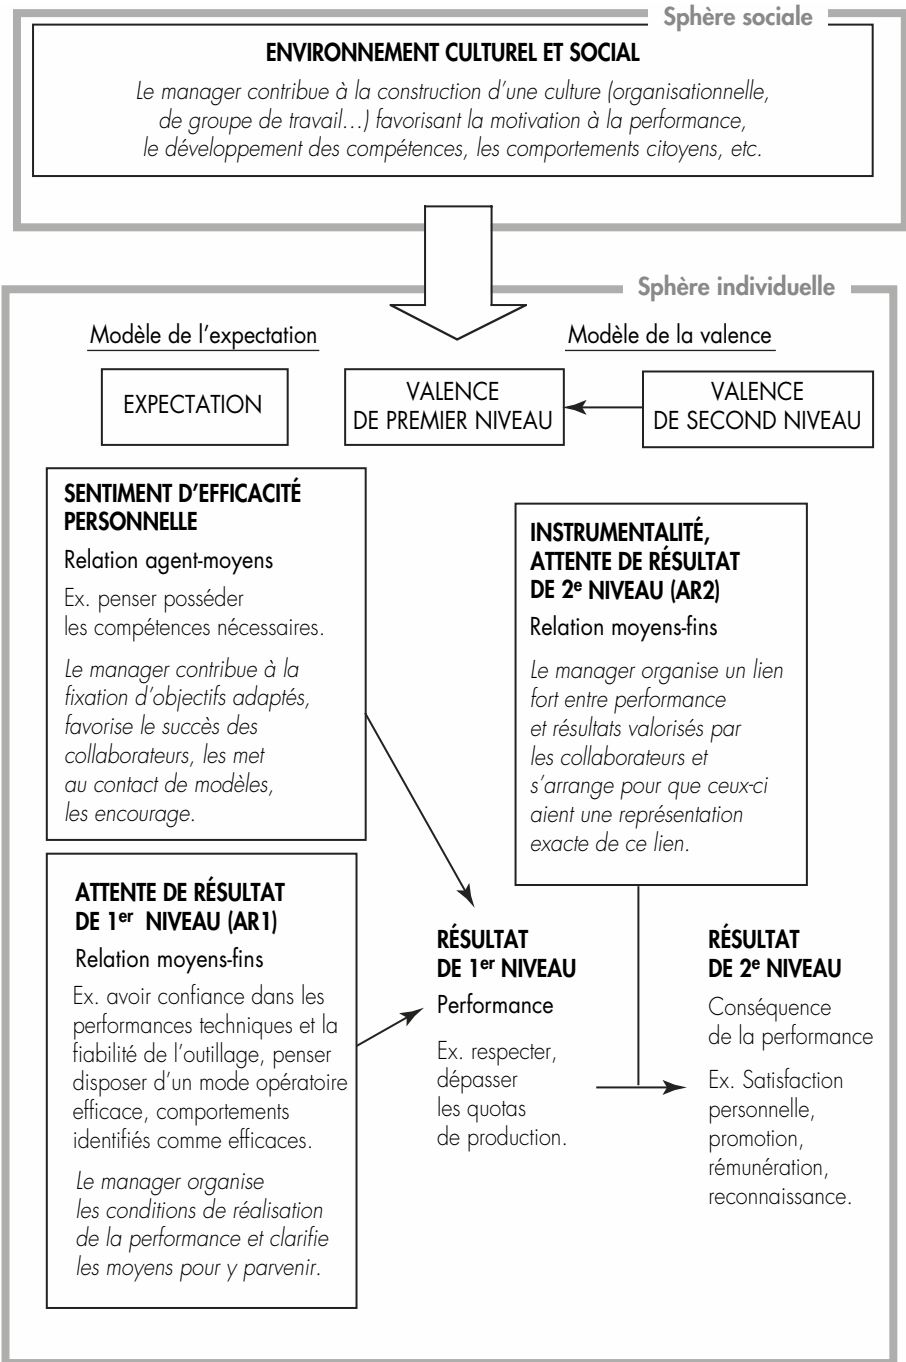 Sphère sociale
ENVIRONNEMENT CULTUREL ET SOCIAL
Le manager contribue à la construction d’une culture (organisationnelle,
de groupe de travail…) favorisant la motivation à la performance,
le développement des compétences, les comportements citoyens, etc.
Sphère individuelle
Modèle de l’expectation
Modèle de la valence
EXPECTATION
VALENCE
DE PREMIER NIVEAU
VALENCE
DE SECOND NIVEAU
SENTIMENT D’EFFICACITÉ
PERSONNELLE
Relation agent-moyens
Ex. penser posséder
les compétences nécessaires.
Le manager contribue à la
fixation d’objectifs adaptés,
favorise le succès des
collaborateurs, les met
au contact de modèles,
les encourage.
INSTRUMENTALITÉ,
ATTENTE DE RÉSULTAT
DE 2e NIVEAU (AR2)
Relation moyens-fins
Le manager organise un lien
fort entre performance
et résultats valorisés par
les collaborateurs et
s’arrange pour que ceux-ci
aient une représentation
exacte de ce lien.
ATTENTE DE RÉSULTAT
DE 1er NIVEAU (AR1)
Relation moyens-fins
Ex. avoir confiance dans les
performances techniques et la
fiabilité de l’outillage, penser
disposer d’un mode opératoire
efficace, comportements
identifiés comme efficaces.
Le manager organise
les conditions de réalisation
de la performance et clarifie
les moyens pour y parvenir.
RÉSULTAT
DE 1er NIVEAU
Performance
Ex. respecter,
dépasser
les quotas
de production.
RÉSULTAT
DE 2e NIVEAU
Conséquence
de la performance
Ex. Satisfaction
personnelle,
promotion,
rémunération,
reconnaissance.